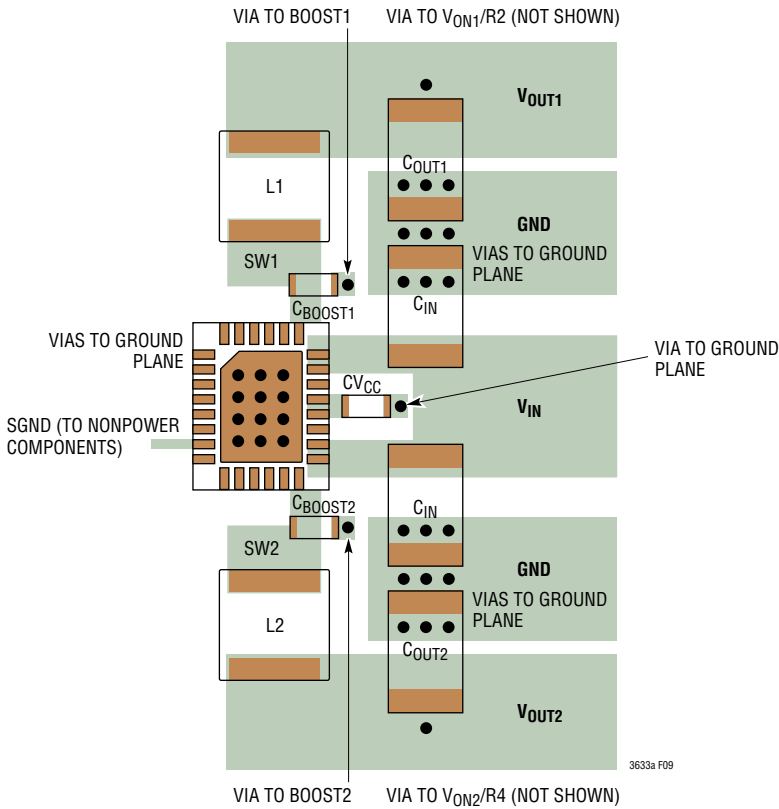 VIA TO BOOST1
VIA TO VON1/R2 (NOT SHOWN)
VOUT1
COUT1
L1
GND
VIAS TO GROUND
PLANE
SW1
CBOOST1
CIN
VIAS TO GROUND
PLANE
VIA TO GROUND
PLANE
CVCC
VIN
SGND (TO NONPOWER
COMPONENTS)
CBOOST2
CIN
SW2
GND
VIAS TO GROUND
PLANE
L2
COUT2
VOUT2
3633a F09
VIA TO BOOST2
VIA TO VON2/R4 (NOT SHOWN)